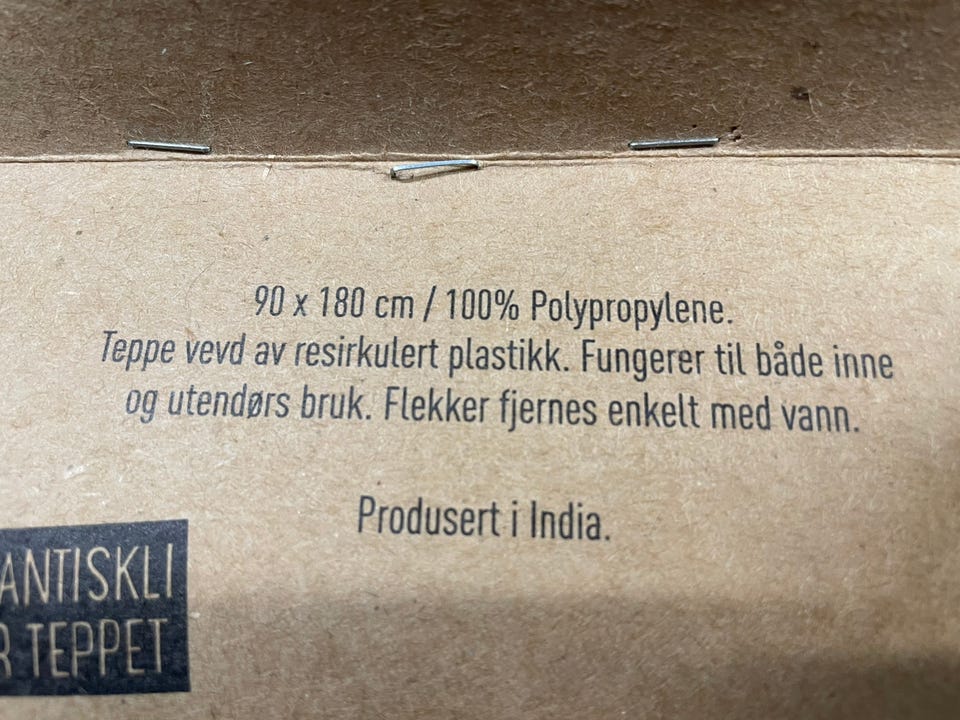 90 x 180 cm / 100% Polypropylene.
Teppe vevd av resirkulert plastikk. Fungerer til både inne
og utendørs bruk. Flekker fjernes enkelt med vann.
Produsert i India.
ANTISKLI
R TEPPET